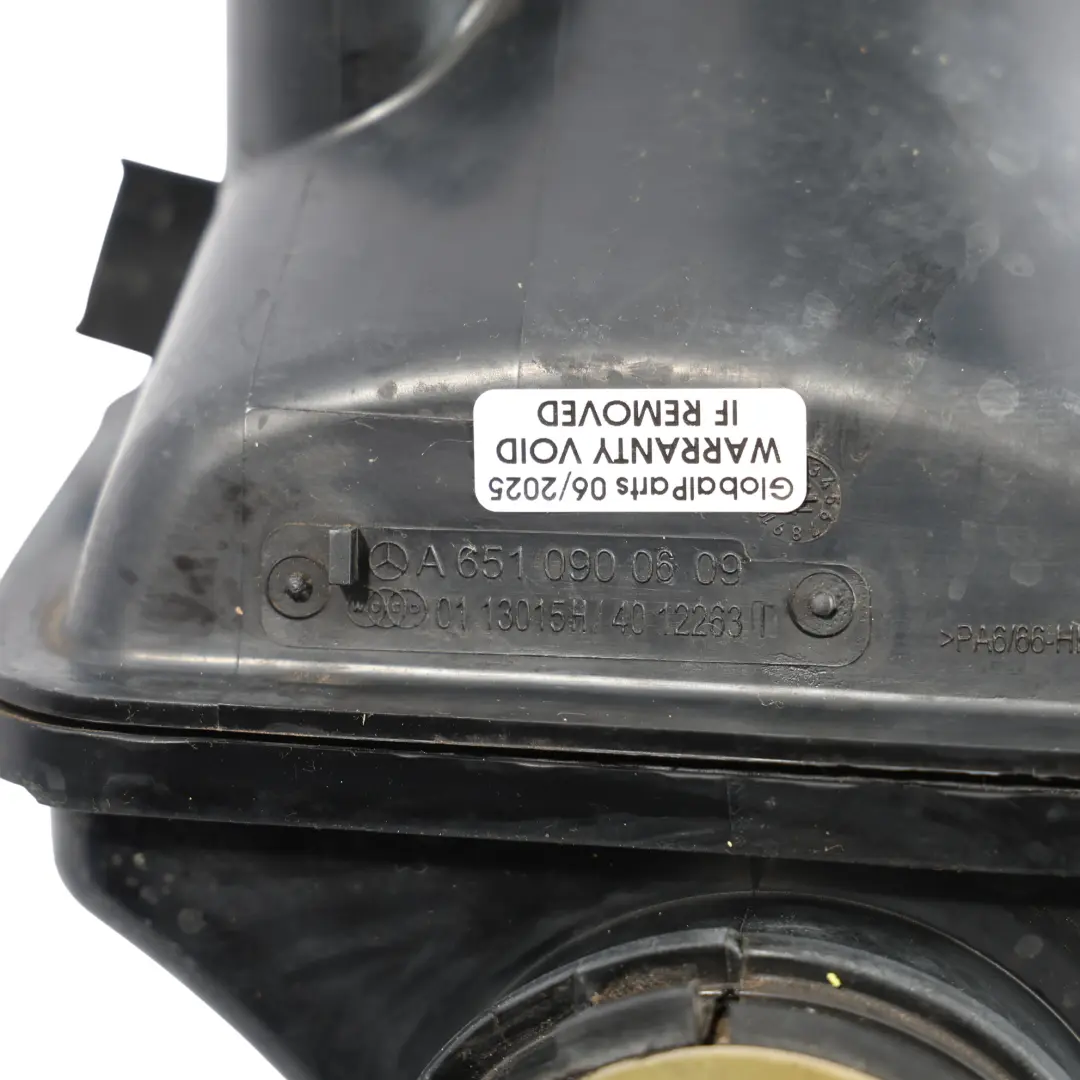 GlobalParts 06/2025
WARRANTY VOID
IF REMOVED
A 651 090 06 09
01 13015H 40 12263 T
>PA6/66-